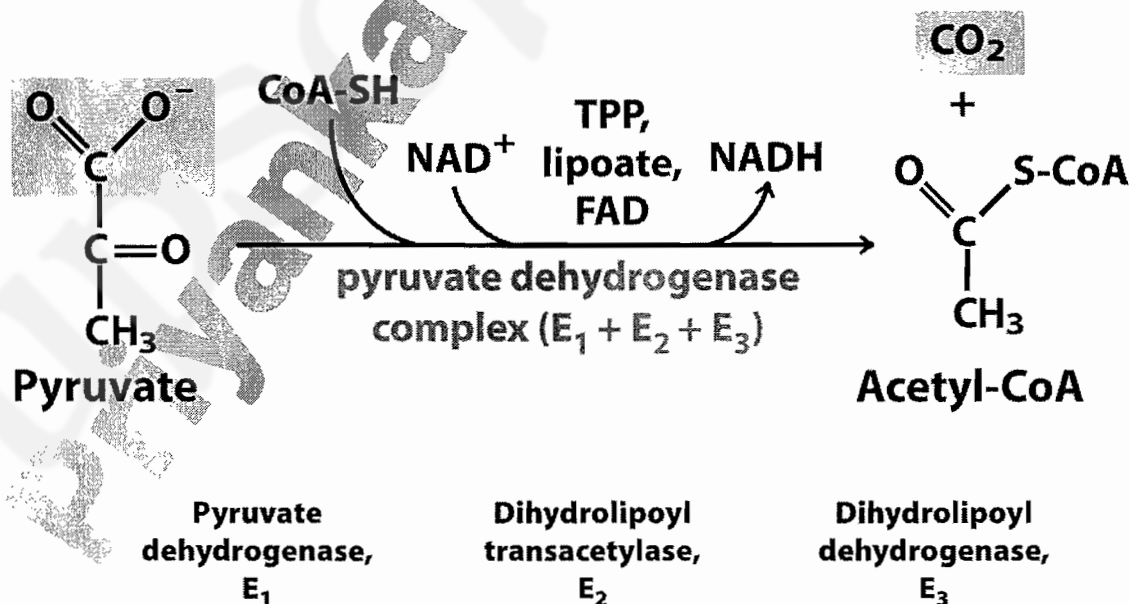 CO₂
+
O O⁻
C
C=O
CH₃
Pyruvate
CoA-SH
NAD⁺
TPP,
lipoate,
FAD
NADH
pyruvate dehydrogenase
complex (E₁ + E₂ + E₃)
O S-CoA
C
CH₃
Acetyl-CoA
Pyruvate
dehydrogenase,
E₁
Dihydrolipoyl
transacetylase,
E₂
Dihydrolipoyl
dehydrogenase,
E₃
Priyanka